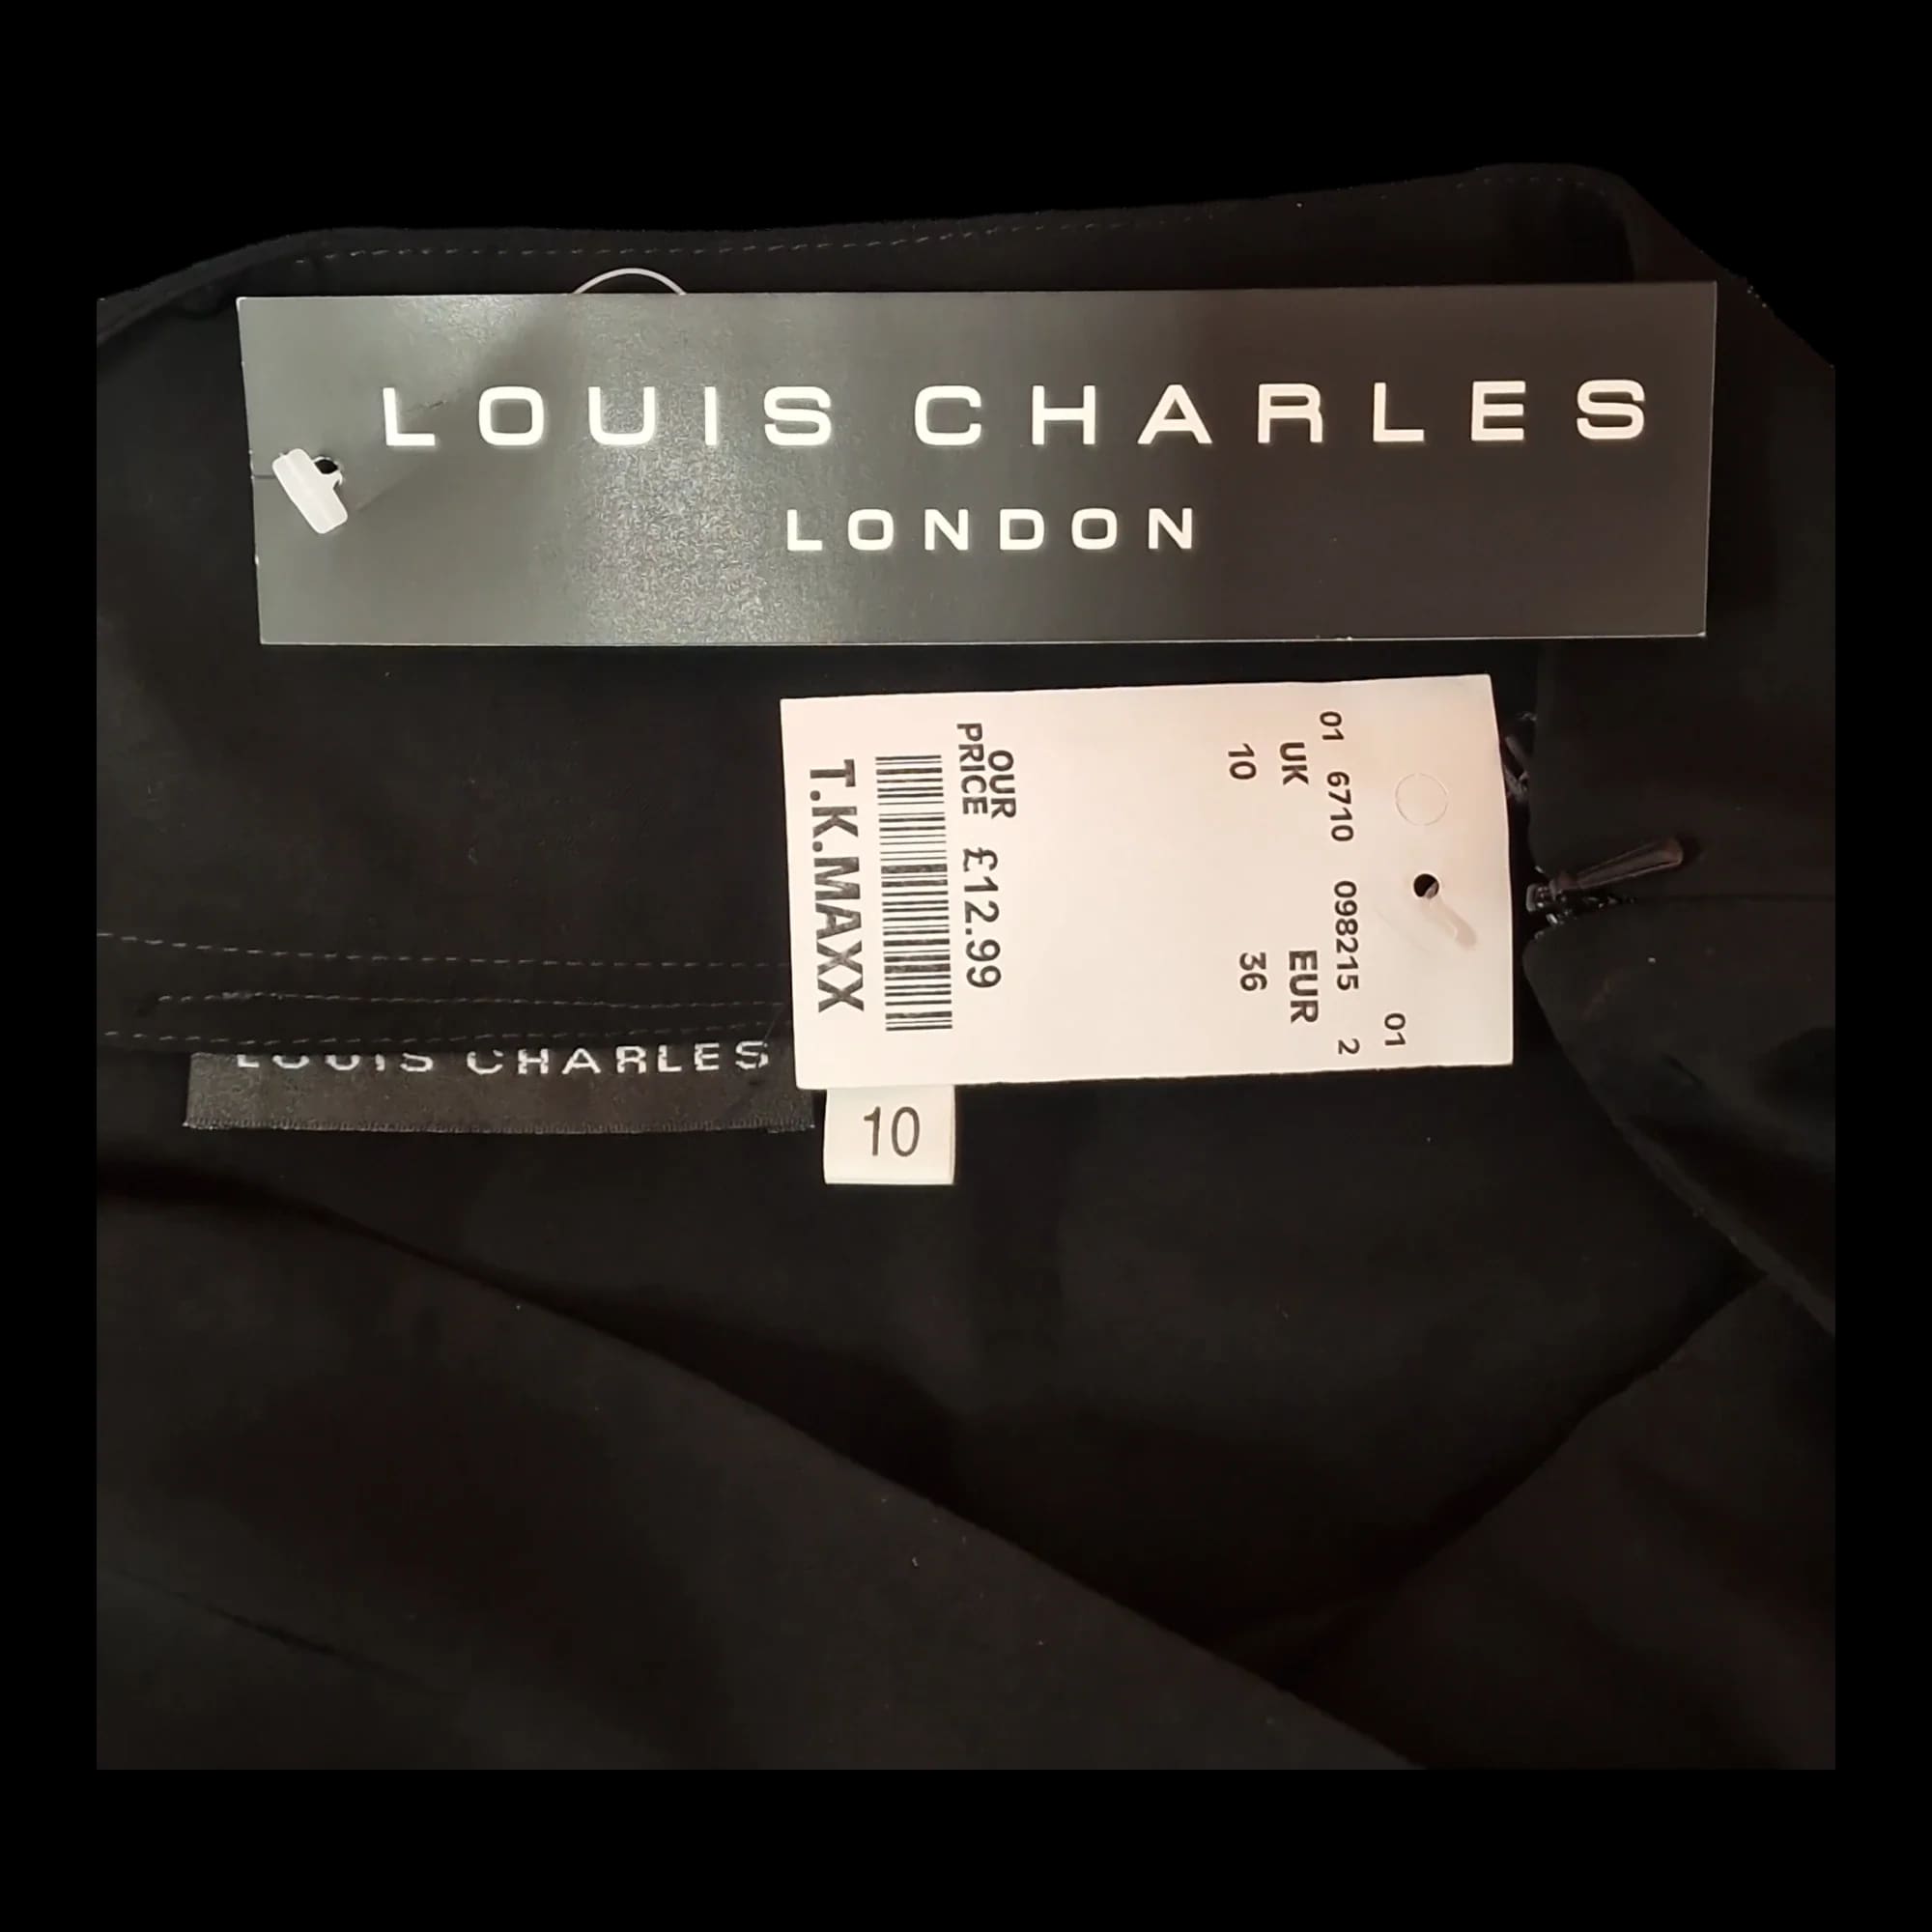 LOUIS CHARLES
LONDON
01
01 6710 098215 2
UK EUR
10 36
OUR
PRICE £12.99
T.K.MAXX
LOUIS CHARLES
10